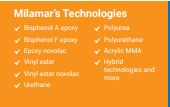 Milamar's Technologies
Bisphenol A epoxy
Bisphenol F epoxy
Epoxy novolac
Vinyl ester
Vinyl ester novolac
Urethane
Polyurea
Polyurethane
Acrylic MMA
Hybrid
technologies and
more